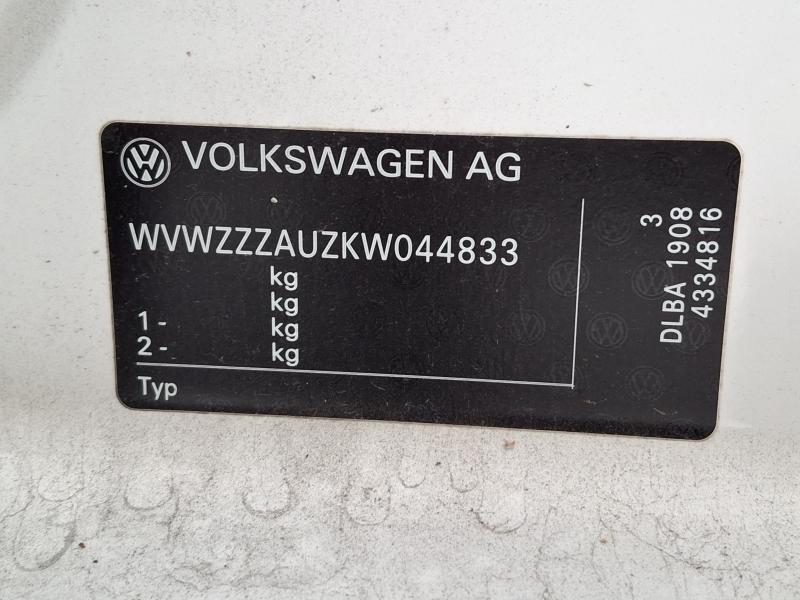 VOLKSWAGEN AG
WVWZZZAUZKW044833
kg
kg
1- kg
2- kg
Typ
3
DLBA 1908
4334816